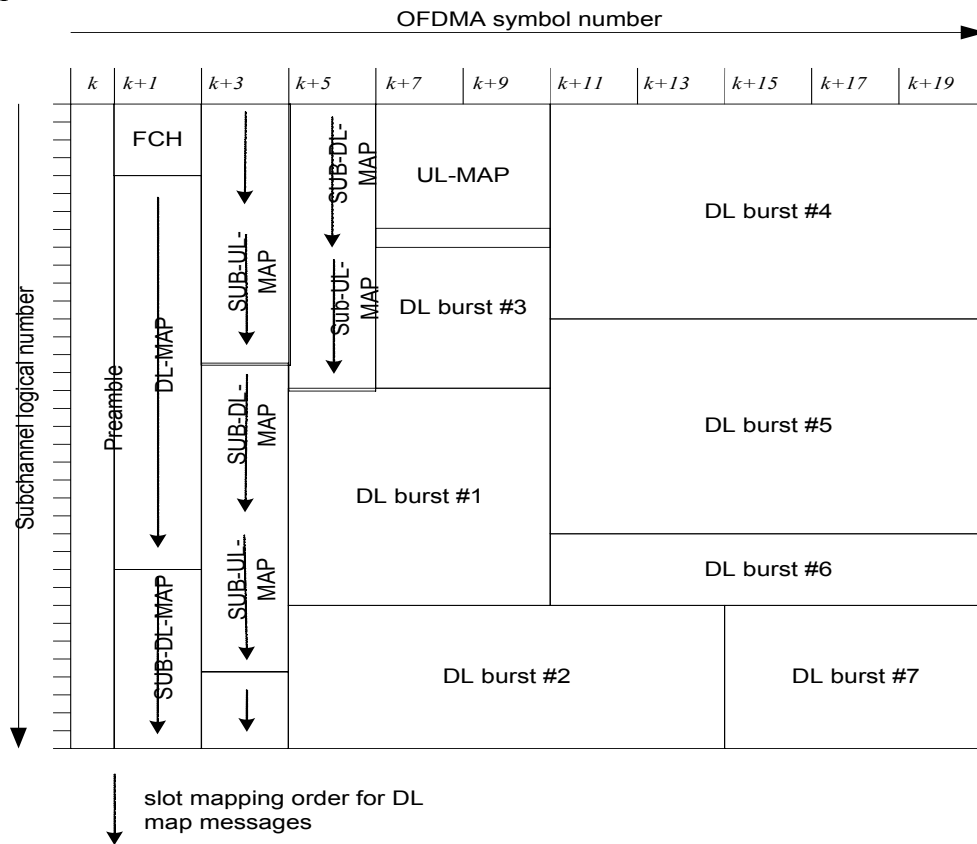 OFDMA symbol number
k k+1 k+3 k+5 k+7 k+9 k+11 k+13 k+15 k+17 k+19
Subchannel logical number
Preamble
FCH
DL-MAP
SUB-DL-MAP
SUB-UL-
MAP
SUB-DL-
MAP
SUB-UL-
MAP
SUB-DL-
MAP
Sub-UL-
MAP
UL-MAP
DL burst #3
DL burst #1
DL burst #2
DL burst #4
DL burst #5
DL burst #6
DL burst #7
slot mapping order for DL
map messages